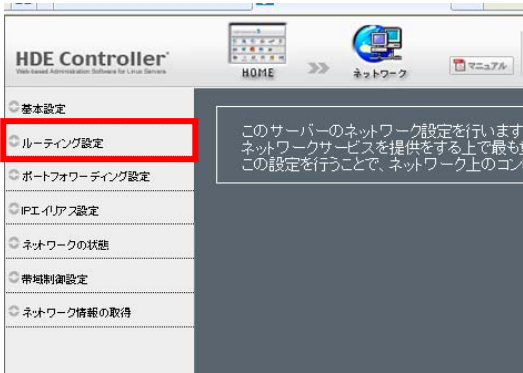 HDE Controller
Web-based Administration Software for Linux Servers
HOME
ネットワーク
マニュアル
基本設定
ルーティング設定
ポートフォワーディング設定
IPエイリアス設定
ネットワークの状態
帯域制御設定
ネットワーク情報の取得
このサーバーのネットワーク設定を行います
ネットワークサービスを提供をする上で最も
この設定を行うことで、ネットワーク上のコン